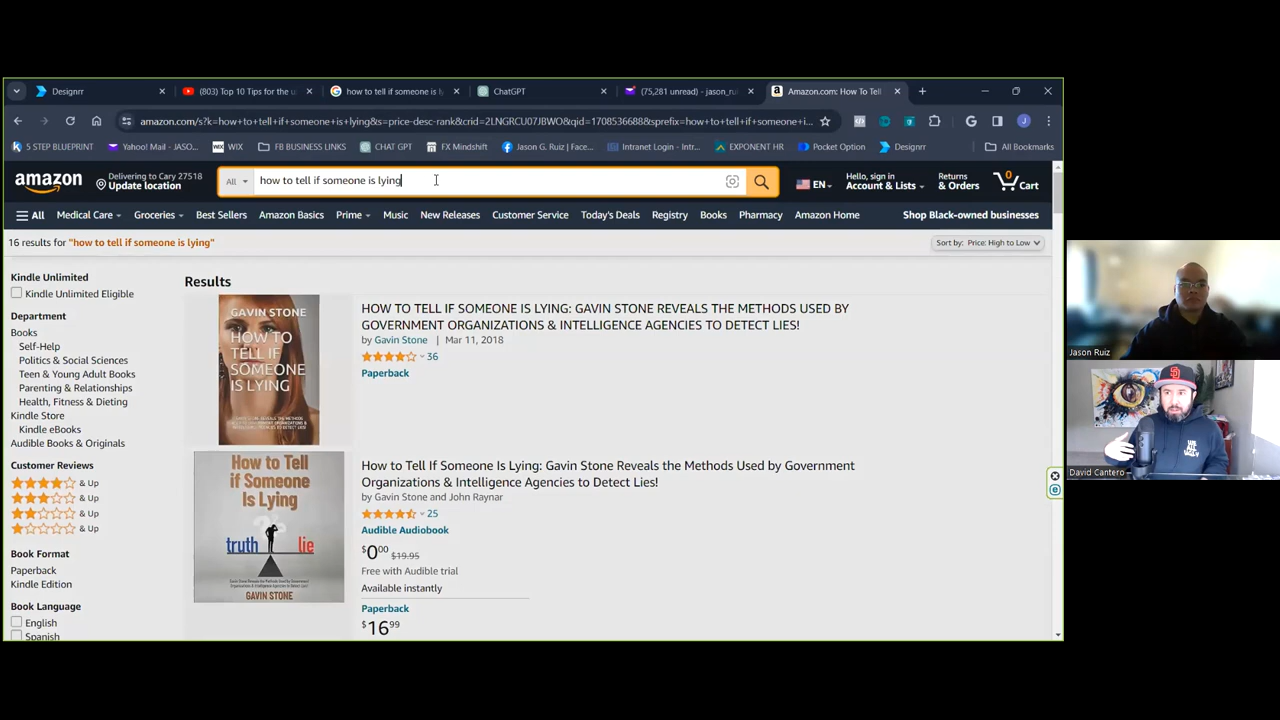 Designrr
(803) Top 10 Tips for the u
how to tell if someone is l
ChatGPT
(75,281 unread) - jason_rui
Amazon.com: How To Tell
amazon.com/s?k=how+to+tell+if+someone+is+lying&s=price-desc-rank&crid=2LNGRCU07JBWO&qid=1708536688&sprefix=how+to+tell+if+someone+i...
5 STEP BLUEPRINT
Yahoo! Mail - JASO...
WIX
FB BUSINESS LINKS
CHAT GPT
FX Mindshift
Jason G. Ruiz | Face...
Intranet Login - Intr...
EXPONENT HR
Pocket Option
Designrr
All Bookmarks
amazon
Delivering to Cary 27518
Update location
All
how to tell if someone is lying
EN
Hello, sign in
Account & Lists
Returns
& Orders
0
Cart
All
Medical Care
Groceries
Best Sellers
Amazon Basics
Prime
Music
New Releases
Customer Service
Today's Deals
Registry
Books
Pharmacy
Amazon Home
Shop Black-owned businesses
16 results for "how to tell if someone is lying"
Sort by: Price: High to Low
Kindle Unlimited
Kindle Unlimited Eligible
Department
Books
Self-Help
Politics & Social Sciences
Teen & Young Adult Books
Parenting & Relationships
Health, Fitness & Dieting
Kindle Store
Kindle eBooks
Audible Books & Originals
Customer Reviews
& Up
& Up
& Up
& Up
Book Format
Paperback
Kindle Edition
Book Language
English
Spanish
Results
GAVIN STONE
HOW TO
TELL IF
SOMEONE
IS LYING
HOW TO TELL IF SOMEONE IS LYING: GAVIN STONE REVEALS THE METHODS USED BY
GOVERNMENT ORGANIZATIONS & INTELLIGENCE AGENCIES TO DETECT LIES!
by Gavin Stone | Mar 11, 2018
36
Paperback
How to Tell
if Someone
Is Lying
truth lie
GAVIN STONE
How to Tell If Someone Is Lying: Gavin Stone Reveals the Methods Used by Government
Organizations & Intelligence Agencies to Detect Lies!
by Gavin Stone and John Raynar
25
Audible Audiobook
$000 $19.95
Free with Audible trial
Available instantly
Paperback
$1699
Jason Ruiz
David Cantero